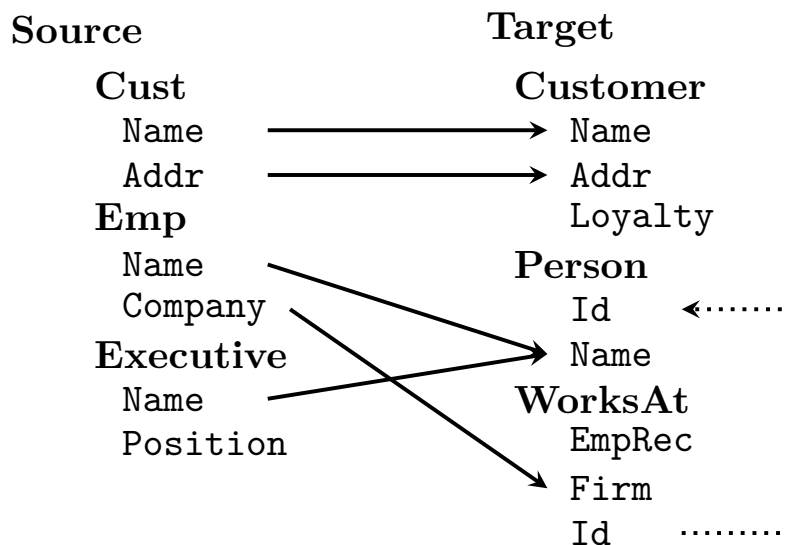 Source
Cust
Name
Addr
Emp
Name
Company
Executive
Name
Position
Target
Customer
Name
Addr
Loyalty
Person
Id
Name
WorksAt
EmpRec
Firm
Id